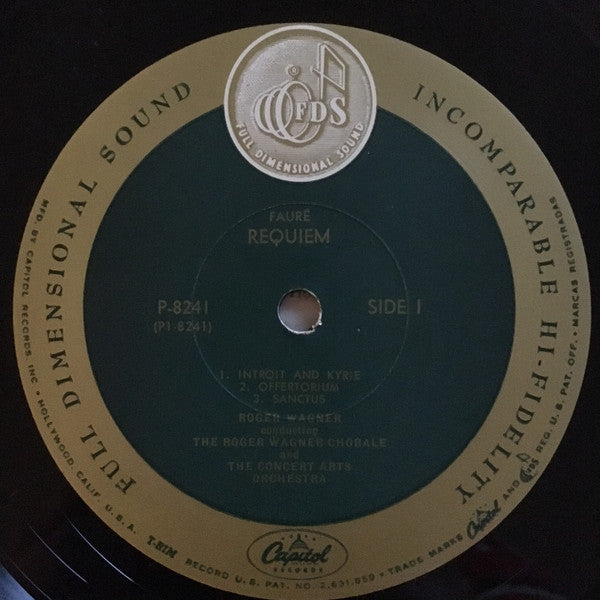 FULL DIMENSIONAL SOUND
INCOMPARABLE HIGH-FIDELITY
FDS
FULL DIMENSIONAL SOUND
FAURÉ
REQUIEM
P-8241
(P1-8241)
SIDE 1
1. INTROIT AND KYRIE
2. OFFERTORIUM
3. SANCTUS
ROGER WAGNER
conducting
THE ROGER WAGNER CHORALE
and
THE CONCERT ARTS
ORCHESTRA
Capitol
RECORDS
MFD. BY CAPITOL RECORDS, INC. • HOLLYWOOD, CALIF. U. S. A. T-RIM RECORD U.S. PAT. NO. 2,631,859 • TRADE MARKS Capitol AND FDS REG. U. S. PAT. OFF. • MARCAS REGISTRADAS